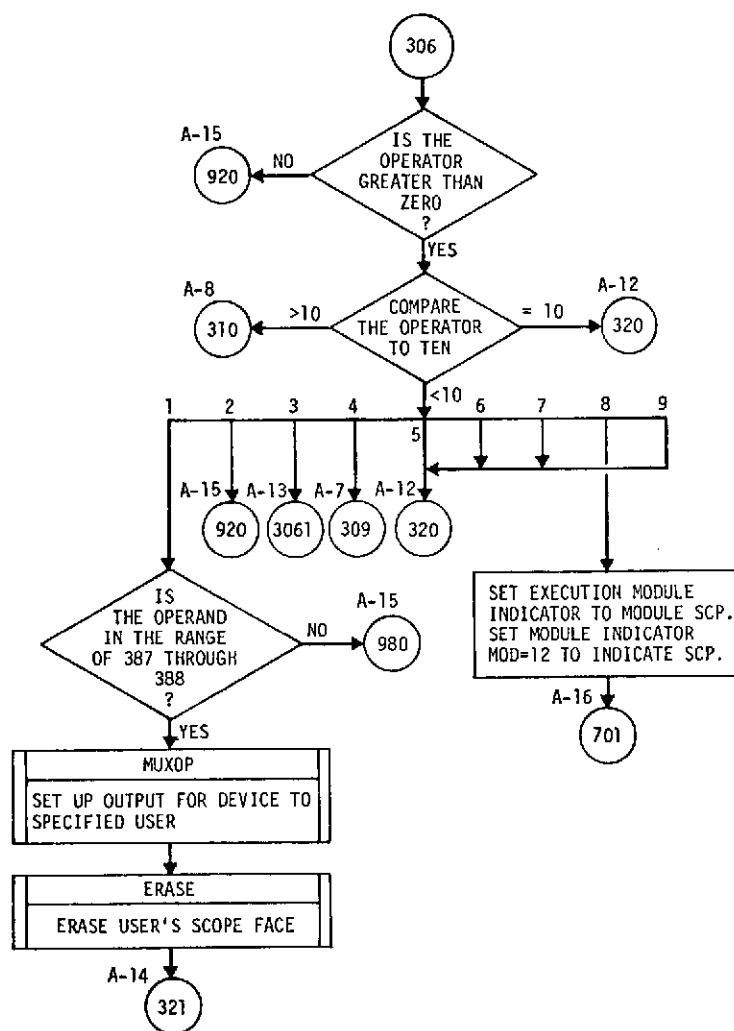 306
IS THE
OPERATOR
GREATER THAN
ZERO
?
A-15
NO
920
YES
COMPARE
THE OPERATOR
TO TEN
A-8
>10
310
= 10
A-12
320
<10
1 2 3 4 5 6 7 8 9
A-15
920
A-13
3061
A-7
309
A-12
320
IS
THE OPERAND
IN THE RANGE
OF 387 THROUGH
388
?
NO
A-15
980
SET EXECUTION MODULE
INDICATOR TO MODULE SCP.
SET MODULE INDICATOR
MOD=12 TO INDICATE SCP.
A-16
701
YES
MUXOP
SET UP OUTPUT FOR DEVICE TO
SPECIFIED USER
ERASE
ERASE USER'S SCOPE FACE
A-14
321